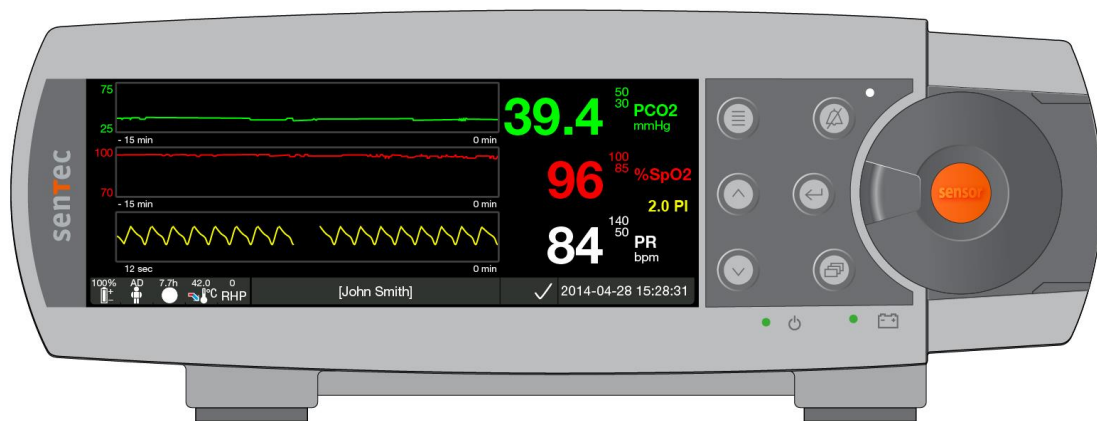 sentec
75
25
- 15 min
0 min
39.4
50
30
PCO2
mmHg
100
70
- 15 min
0 min
96
100
85
%SpO2
2.0 PI
12 sec
0 min
84
140
50
PR
bpm
100% AD 7.7h 42.0 0
°C RHP
[John Smith]
2014-04-28 15:28:31
sensor